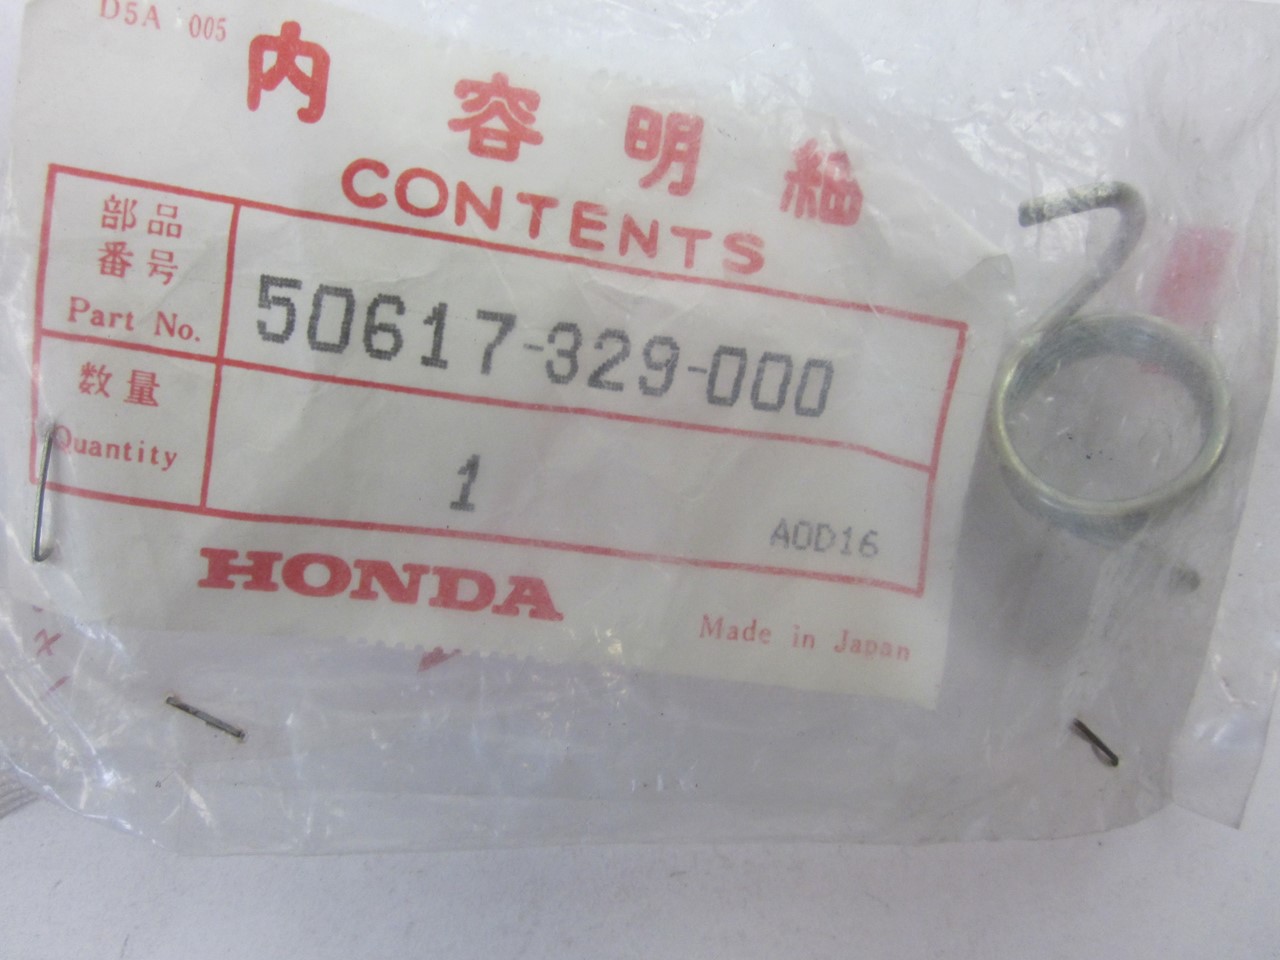 D5A 005
内容明細
CONTENTS
部品
番号
Part No.
50617-329-000
数量
Quantity
1
A0D16
HONDA
Made in Japan